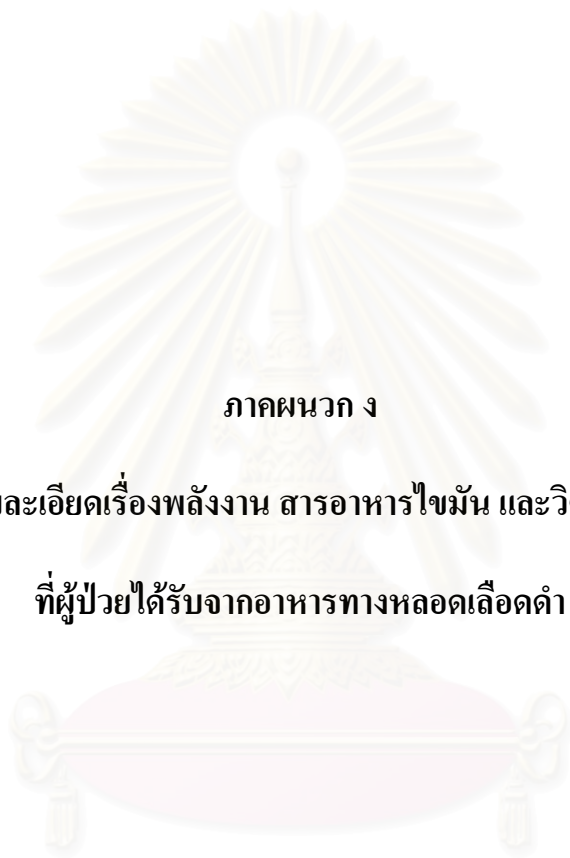 ภาคผนวก ง
ละเอียดเรื่องพลังงาน สารอาหารไขมัน และวิ
ที่ผู้ป่วยได้รับจากอาหารทางหลอดเลือดดำ